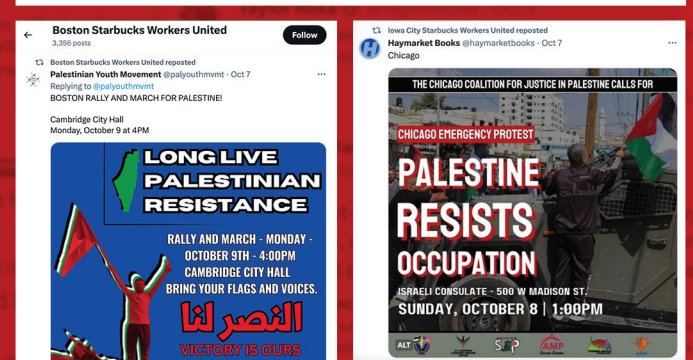 Boston Starbucks Workers United
3,356 posts
Follow
Boston Starbucks Workers United reposted
Palestinian Youth Movement @palyouthmvmt · Oct 7
Replying to @palyouthmvmt
BOSTON RALLY AND MARCH FOR PALESTINE!
Cambridge City Hall
Monday, October 9 at 4PM
LONG LIVE
PALESTINIAN
RESISTANCE
RALLY AND MARCH - MONDAY -
OCTOBER 9TH - 4:00PM
CAMBRIDGE CITY HALL
BRING YOUR FLAGS AND VOICES.
النصر لنا
VICTORY IS OURS
Iowa City Starbucks Workers United reposted
Haymarket Books @haymarketbooks · Oct 7
Chicago
THE CHICAGO COALITION FOR JUSTICE IN PALESTINE CALLS FOR
CHICAGO EMERGENCY PROTEST
PALESTINE
RESISTS
OCCUPATION
ISRAELI CONSULATE - 500 W MADISON ST.
SUNDAY, OCTOBER 8 | 1:00PM
ALT
SJP
AMP